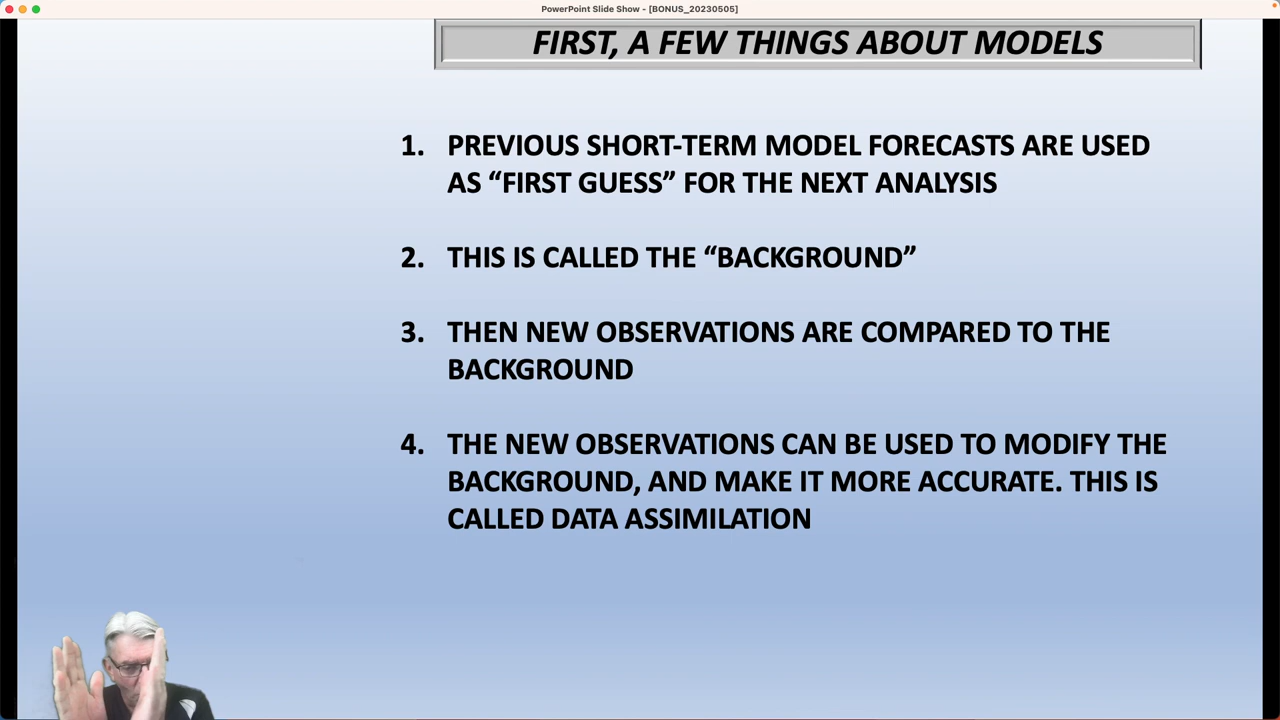 PowerPoint Slide Show - [BONUS_20230505]
FIRST, A FEW THINGS ABOUT MODELS
1. PREVIOUS SHORT-TERM MODEL FORECASTS ARE USED
AS “FIRST GUESS” FOR THE NEXT ANALYSIS
2. THIS IS CALLED THE “BACKGROUND”
3. THEN NEW OBSERVATIONS ARE COMPARED TO THE
BACKGROUND
4. THE NEW OBSERVATIONS CAN BE USED TO MODIFY THE
BACKGROUND, AND MAKE IT MORE ACCURATE. THIS IS
CALLED DATA ASSIMILATION